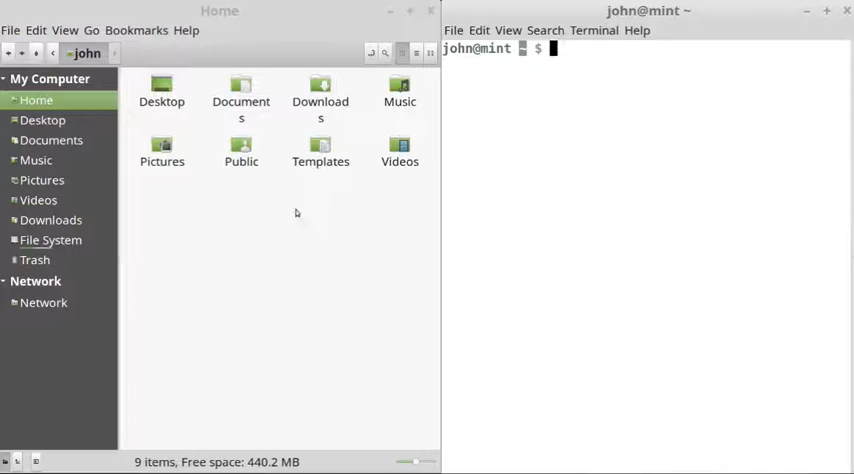 Home
File Edit View Go Bookmarks Help
john
My Computer
Home
Desktop
Documents
Music
Pictures
Videos
Downloads
File System
Trash
Network
Network
Desktop
Document
s
Download
s
Music
Pictures
Public
Templates
Videos
9 items, Free space: 440.2 MB
john@mint ~
File Edit View Search Terminal Help
john@mint ~ $